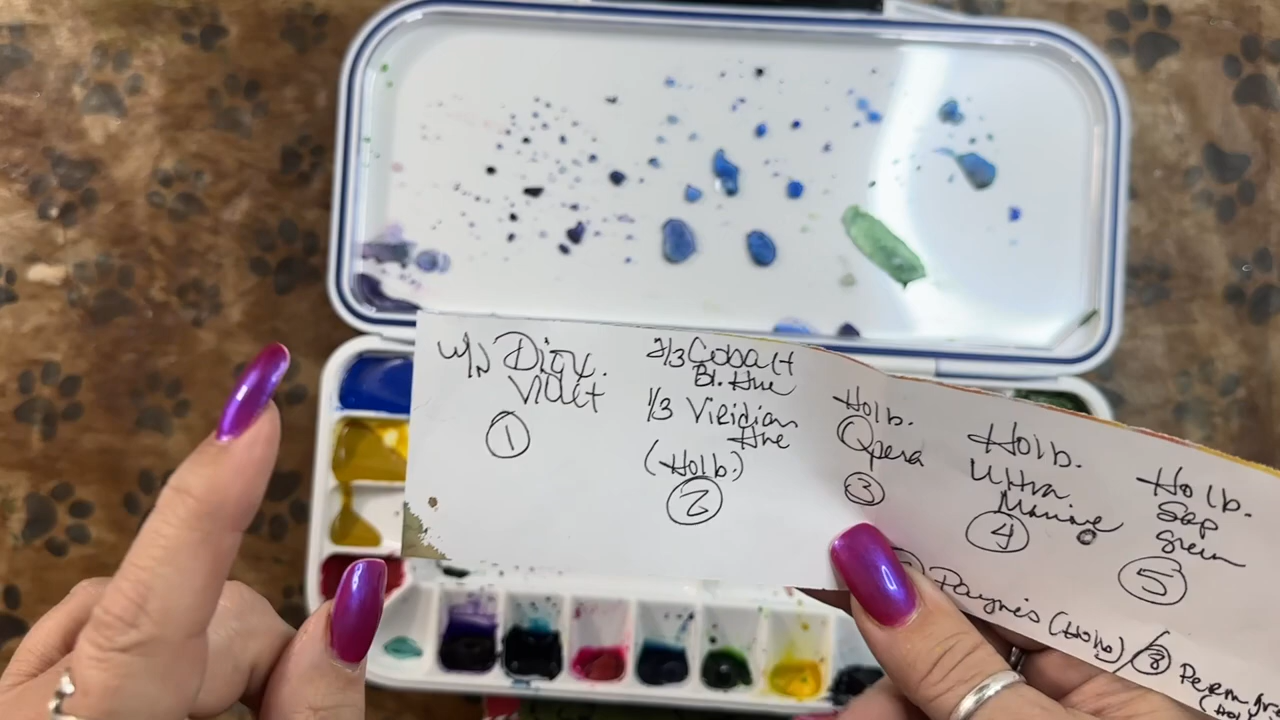 W/N Diox.
Violet
①
2/3 Cobalt
Bl. Hue
1/3 Viridian
Hue
(Holb.)
②
Holb.
Opera
③
Holb.
Ultra
Marine
④
Holb.
Sap
Green
⑤
Payne's (Holb)
⑧ Perm.